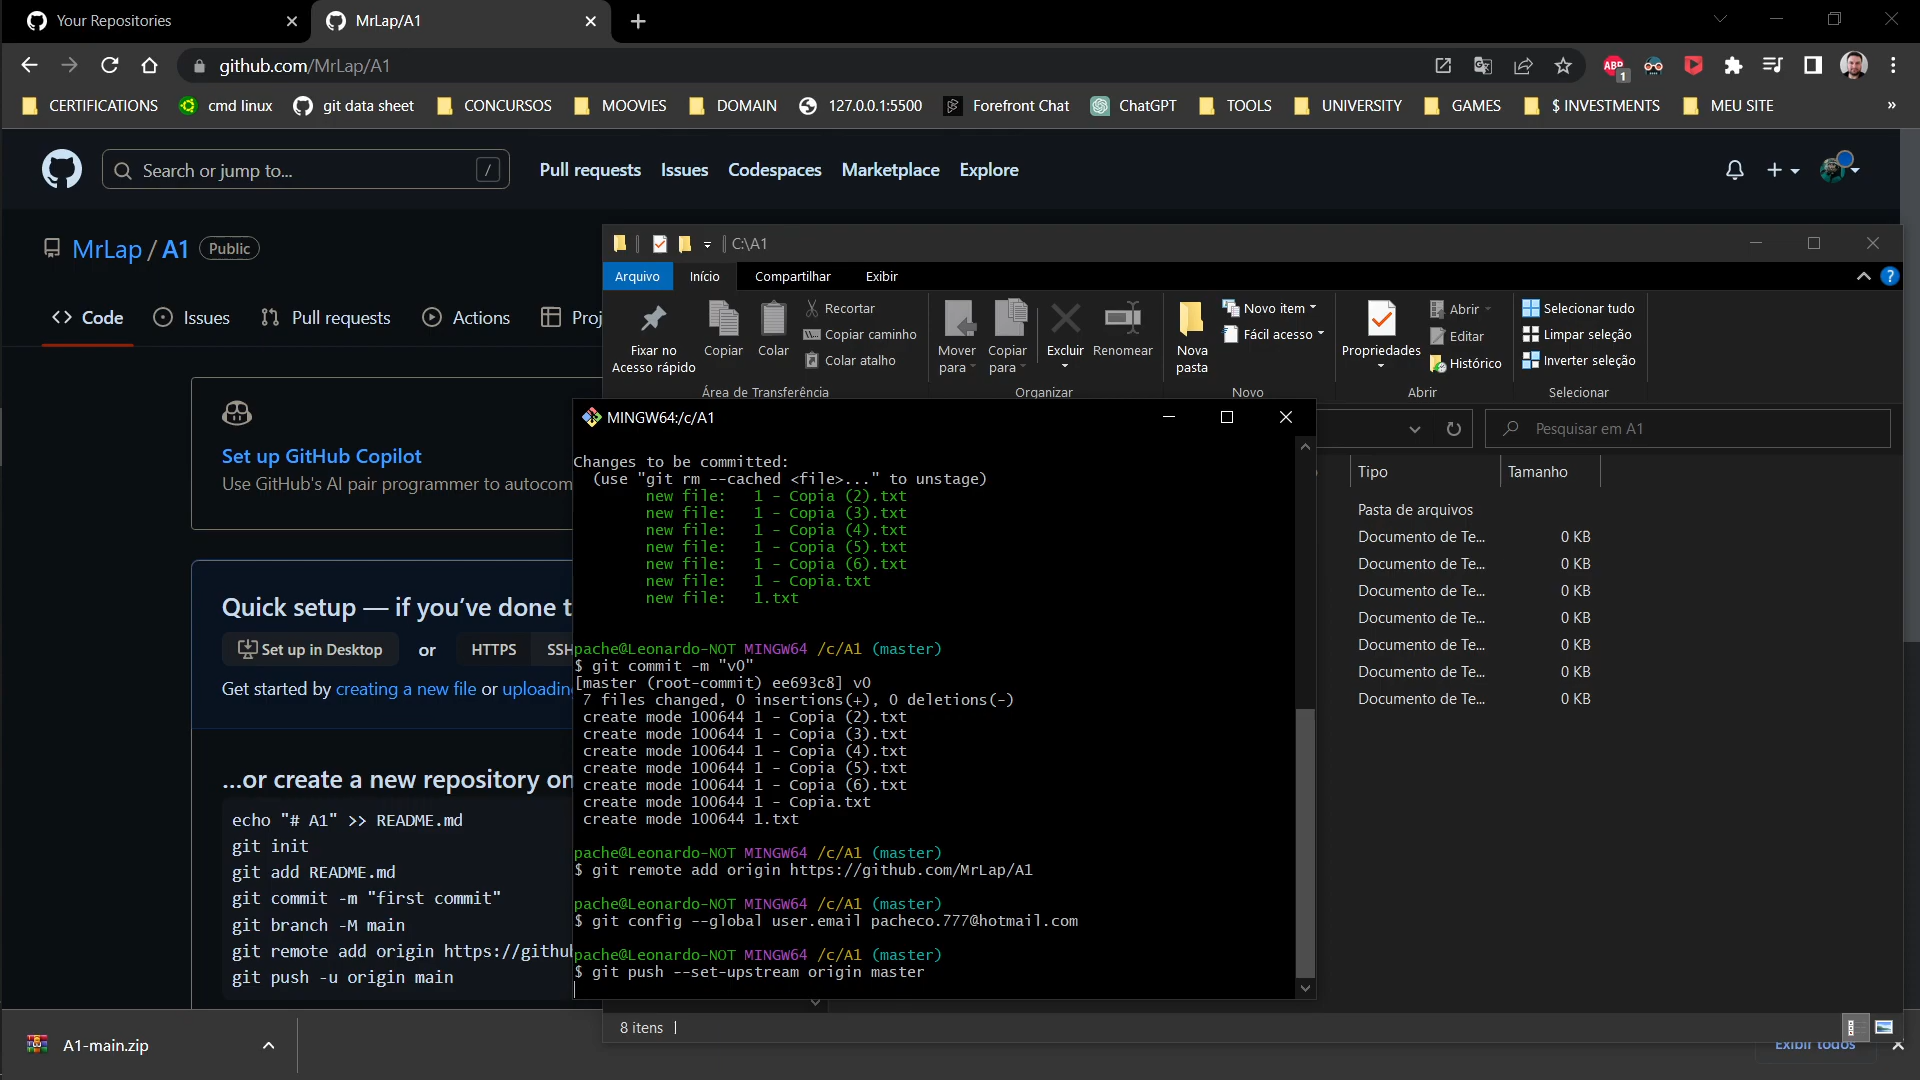 Your Repositories
MrLap/A1
github.com/MrLap/A1
ABP
1
CERTIFICATIONS
cmd linux
git data sheet
CONCURSOS
MOOVIES
DOMAIN
127.0.0.1:5500
Forefront Chat
ChatGPT
TOOLS
UNIVERSITY
GAMES
$ INVESTMENTS
MEU SITE
»
Search or jump to...
/
Pull requests
Issues
Codespaces
Marketplace
Explore
MrLap / A1
Public
Code
Issues
Pull requests
Actions
Proj
Set up GitHub Copilot
Use GitHub's AI pair programmer to autocom
Quick setup — if you've done t
Set up in Desktop
or
HTTPS
SSH
Get started by creating a new file or uploading
...or create a new repository on
echo "# A1" >> README.md
git init
git add README.md
git commit -m "first commit"
git branch -M main
git remote add origin https://githu
git push -u origin main
C:\A1
Arquivo
Início
Compartilhar
Exibir
?
Fixar no
Acesso rápido
Copiar
Colar
Recortar
Copiar caminho
Colar atalho
Área de Transferência
Mover
para
Copiar
para
Excluir
Renomear
Organizar
Nova
pasta
Novo item
Fácil acesso
Novo
Propriedades
Abrir
Editar
Histórico
Abrir
Selecionar tudo
Limpar seleção
Inverter seleção
Selecionar
Pesquisar em A1
Tipo
Tamanho
Pasta de arquivos
Documento de Te... 0 KB
Documento de Te... 0 KB
Documento de Te... 0 KB
Documento de Te... 0 KB
Documento de Te... 0 KB
Documento de Te... 0 KB
Documento de Te... 0 KB
MINGW64:/c/A1
Changes to be committed:
(use "git rm --cached <file>..." to unstage)
new file: 1 - Copia (2).txt
new file: 1 - Copia (3).txt
new file: 1 - Copia (4).txt
new file: 1 - Copia (5).txt
new file: 1 - Copia (6).txt
new file: 1 - Copia.txt
new file: 1.txt
pache@Leonardo-NOT MINGW64 /c/A1 (master)
$ git commit -m "v0"
[master (root-commit) ee693c8] v0
7 files changed, 0 insertions(+), 0 deletions(-)
create mode 100644 1 - Copia (2).txt
create mode 100644 1 - Copia (3).txt
create mode 100644 1 - Copia (4).txt
create mode 100644 1 - Copia (5).txt
create mode 100644 1 - Copia (6).txt
create mode 100644 1 - Copia.txt
create mode 100644 1.txt
pache@Leonardo-NOT MINGW64 /c/A1 (master)
$ git remote add origin https://github.com/MrLap/A1
pache@Leonardo-NOT MINGW64 /c/A1 (master)
$ git config --global user.email pacheco.777@hotmail.com
pache@Leonardo-NOT MINGW64 /c/A1 (master)
$ git push --set-upstream origin master
8 itens
A1-main.zip
Exibir todos